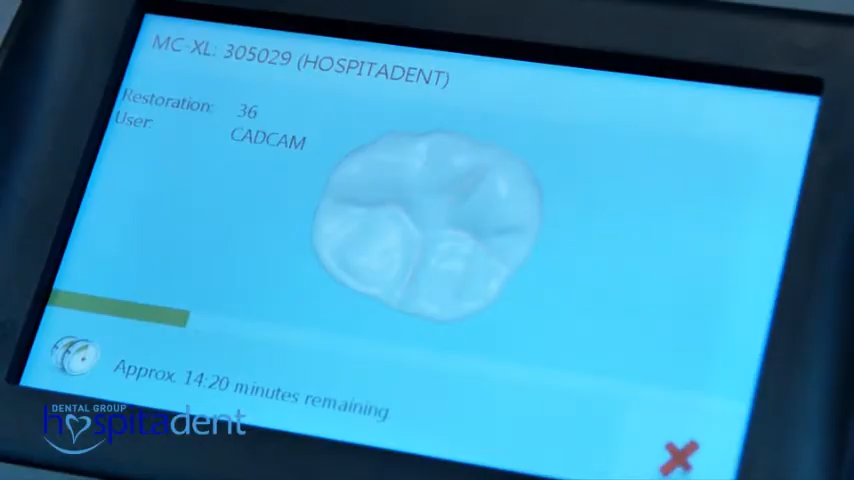 MC-XL: 305029 (HOSPITADENT)
Restoration: 36
User: CADCAM
Approx. 14:20 minutes remaining
DENTAL GROUP
hospitadent